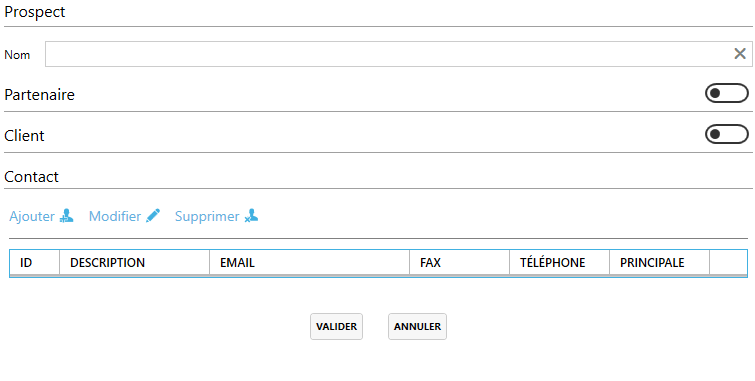 Prospect
Nom
Partenaire
Client
Contact
Ajouter Modifier Supprimer
ID DESCRIPTION EMAIL FAX TÉLÉPHONE PRINCIPALE
VALIDER ANNULER